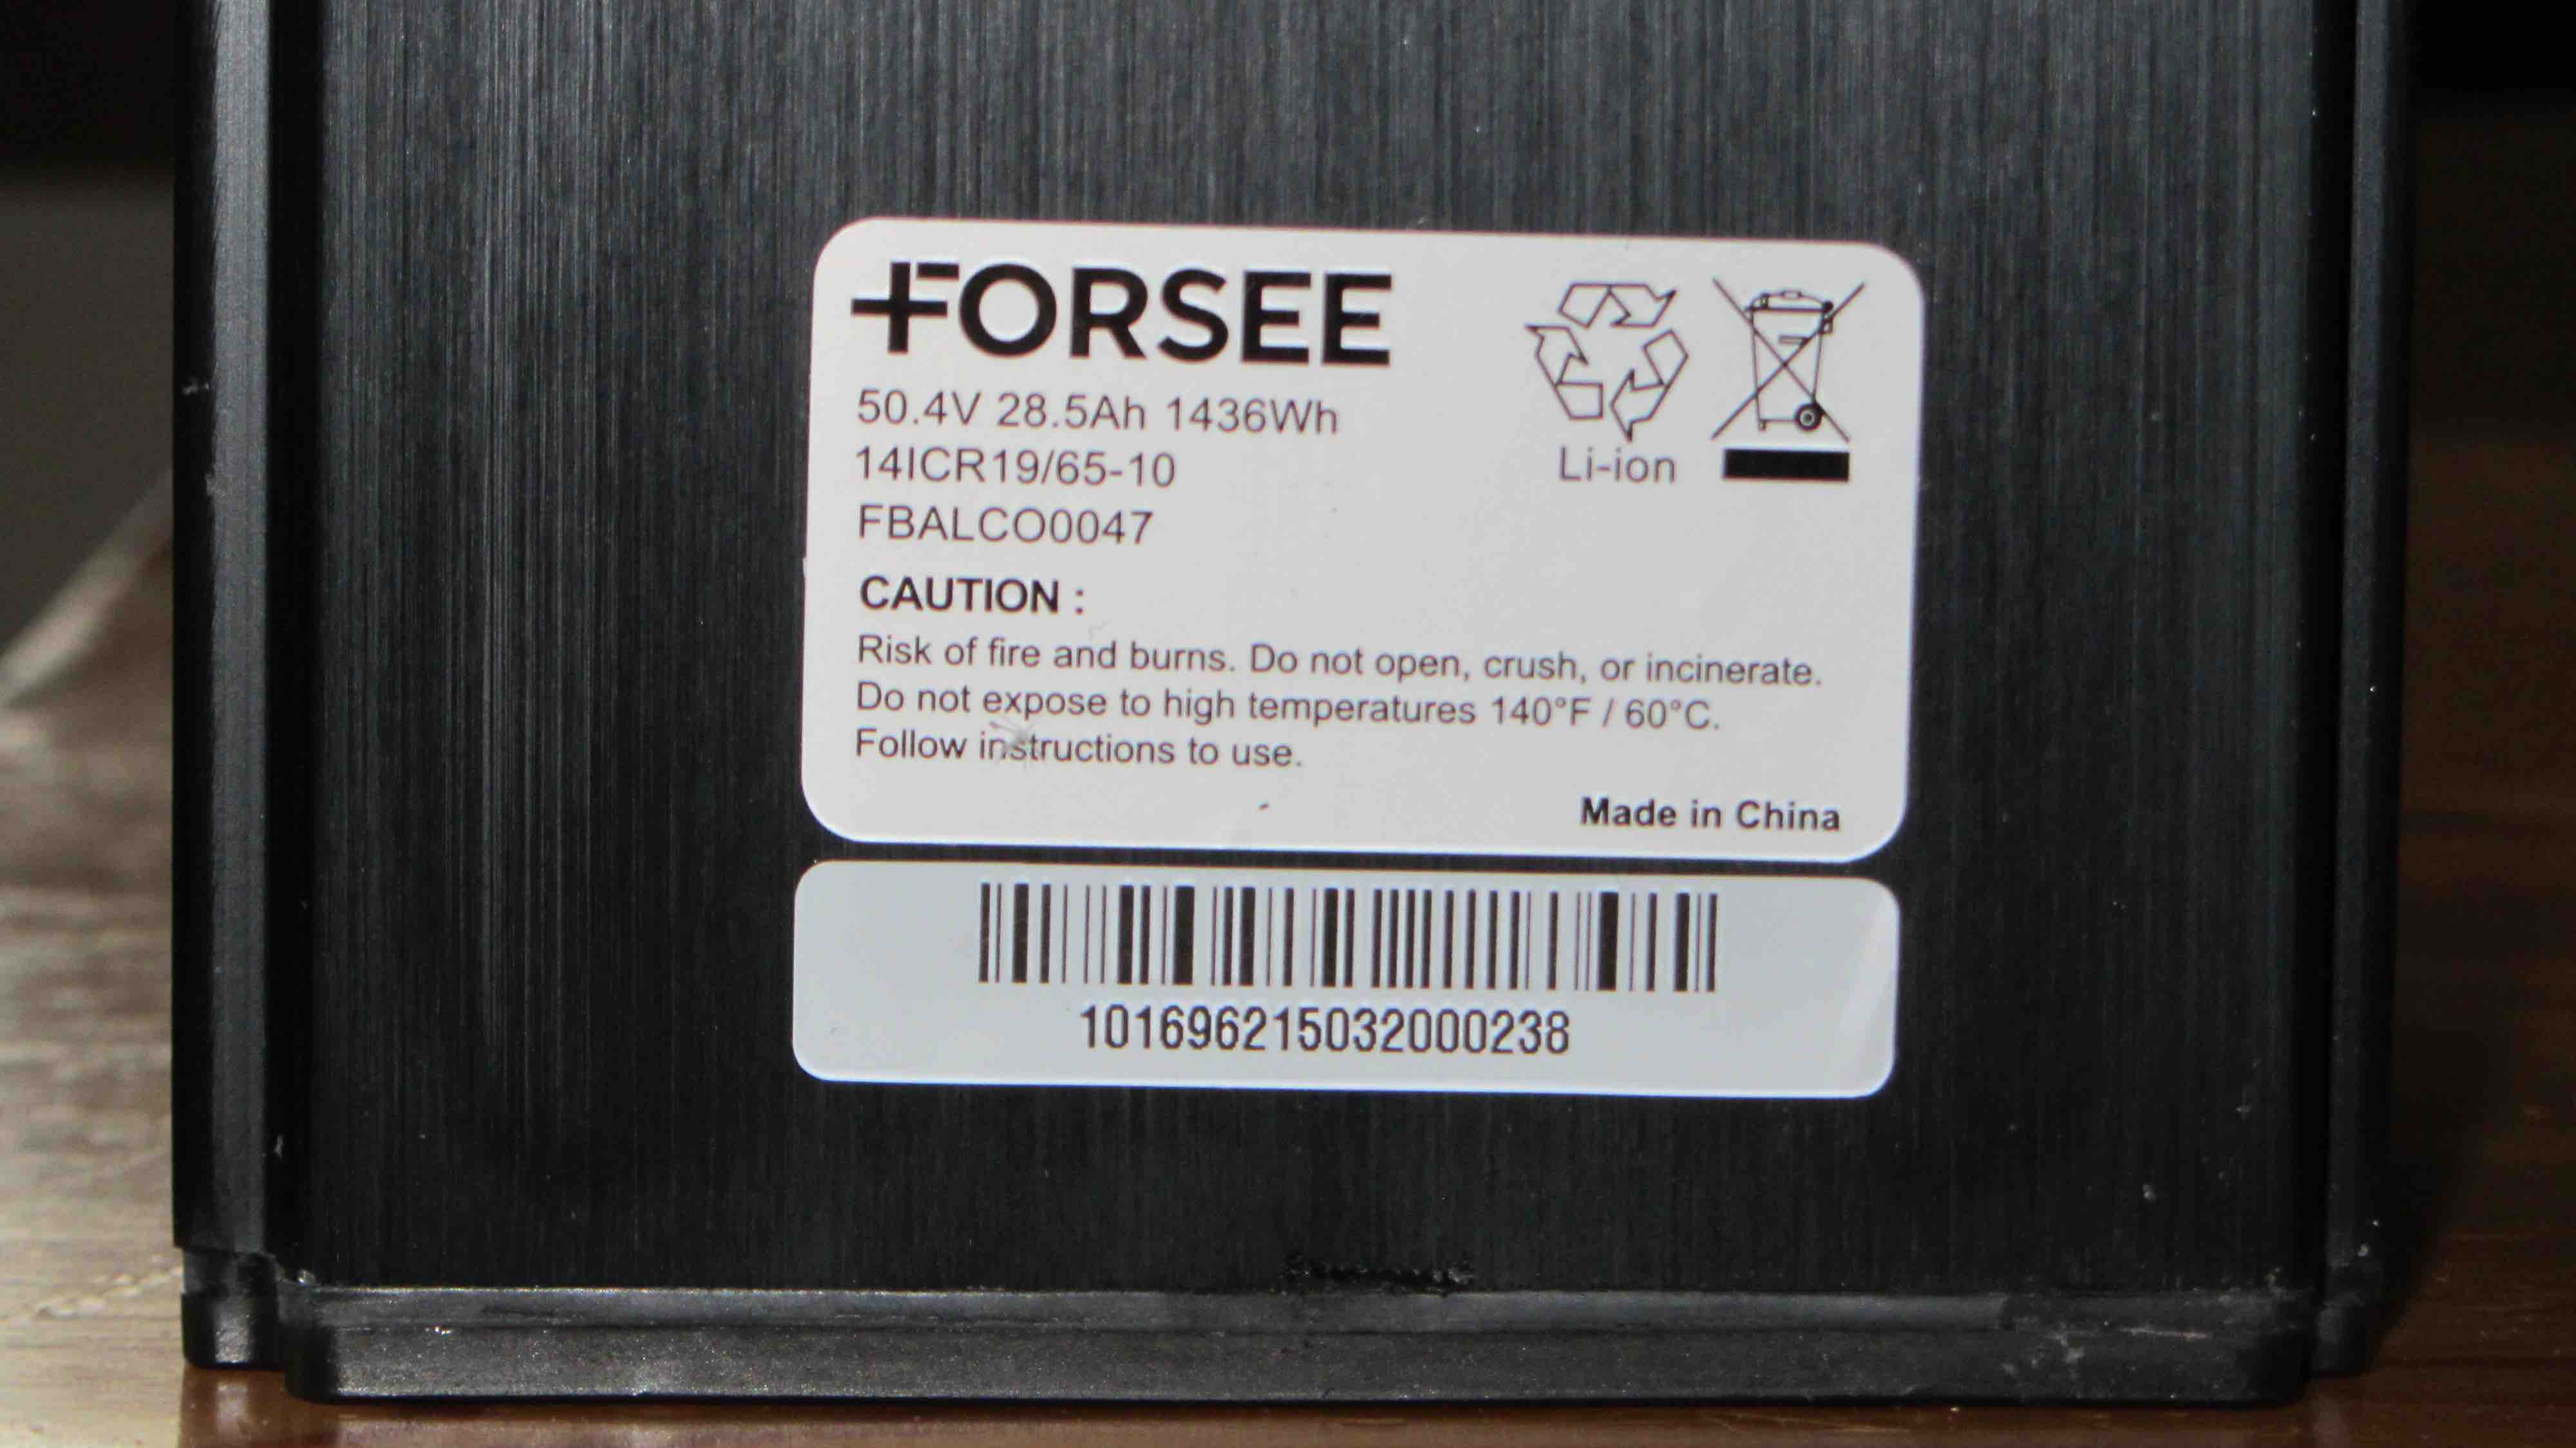 FORSEE
50.4V 28.5Ah 1436Wh
14ICR19/65-10
FBALCO0047
Li-ion
CAUTION :
Risk of fire and burns. Do not open, crush, or incinerate.
Do not expose to high temperatures 140°F / 60°C.
Follow instructions to use.
Made in China
101696215032000238